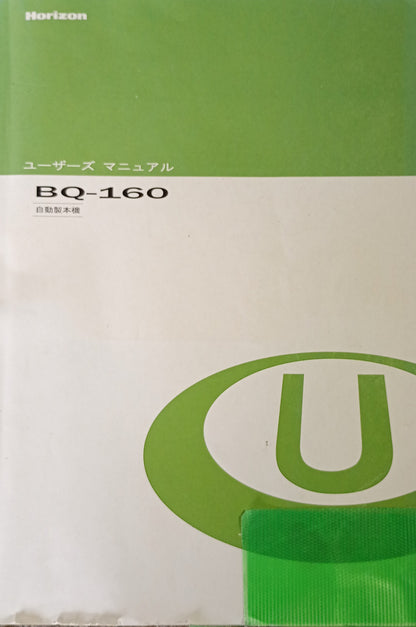 Horizon
ユーザーズ マニュアル
BQ-160
自動製本機
U